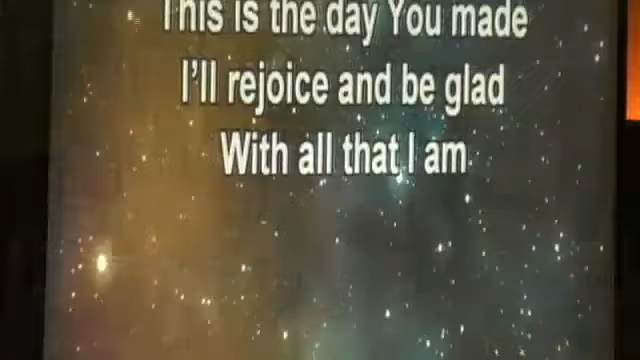 This is the day You made
I'll rejoice and be glad
With all that I am